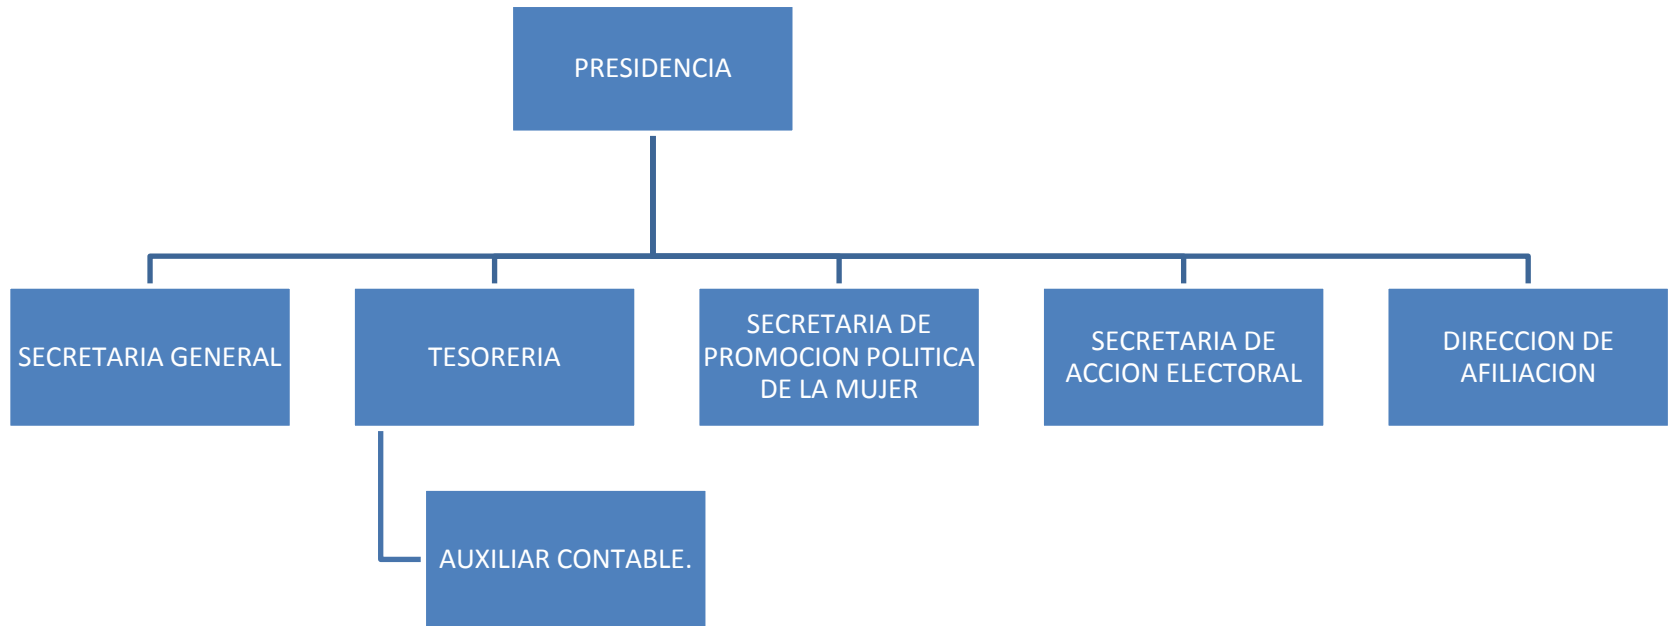 PRESIDENCIA
SECRETARIA GENERAL
TESORERIA
SECRETARIA DE
PROMOCION POLITICA
DE LA MUJER
SECRETARIA DE
ACCION ELECTORAL
DIRECCION DE
AFILIACION
AUXILIAR CONTABLE.